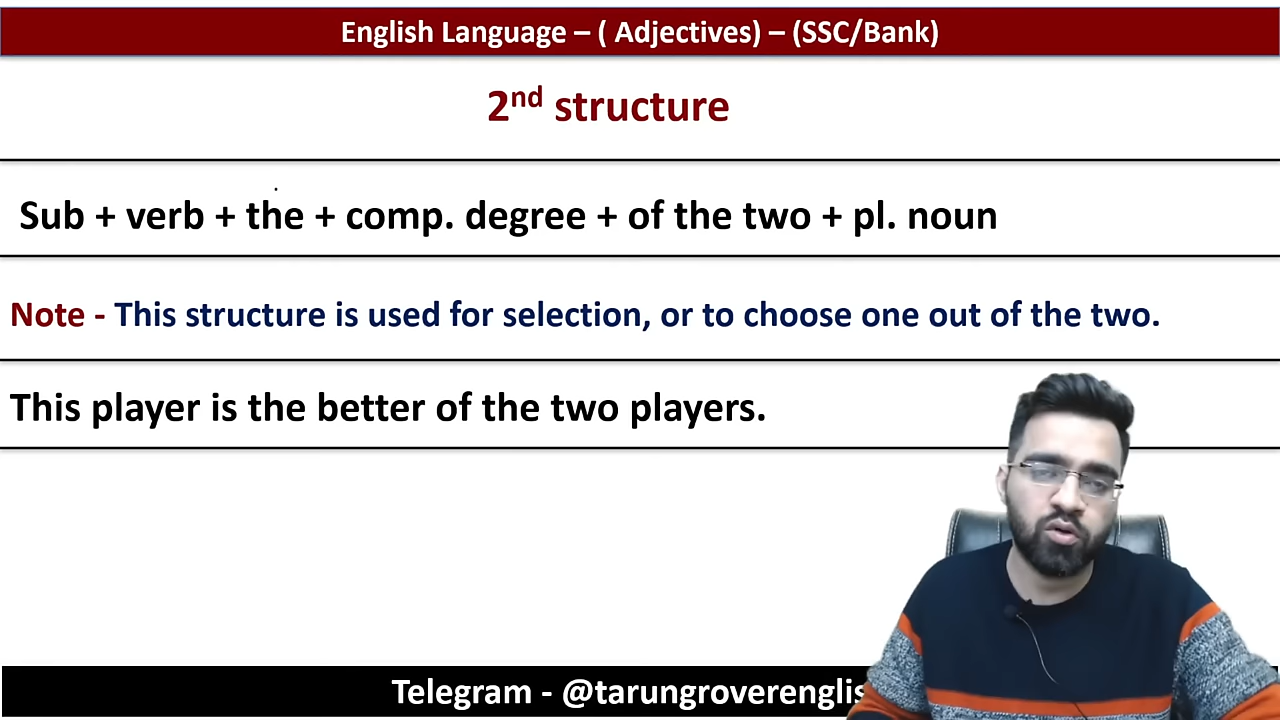 English Language – ( Adjectives) – (SSC/Bank)
2nd structure
Sub + verb + the + comp. degree + of the two + pl. noun
Note - This structure is used for selection, or to choose one out of the two.
This player is the better of the two players.
Telegram - @tarungroverenglis